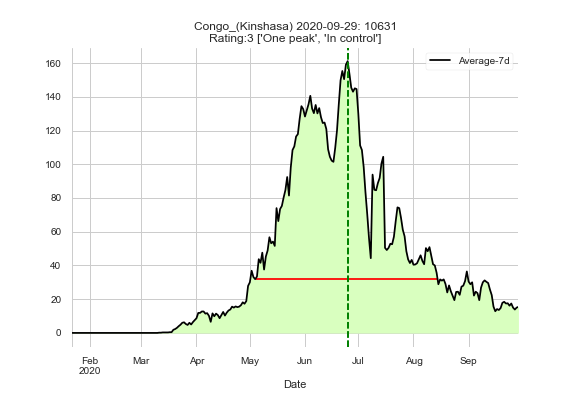 Congo_(Kinshasa) 2020-09-29: 10631
Rating:3 ['One peak', 'In control']
Average-7d
160
140
120
100
80
60
40
20
0
Feb Mar Apr May Jun Jul Aug Sep
2020
Date